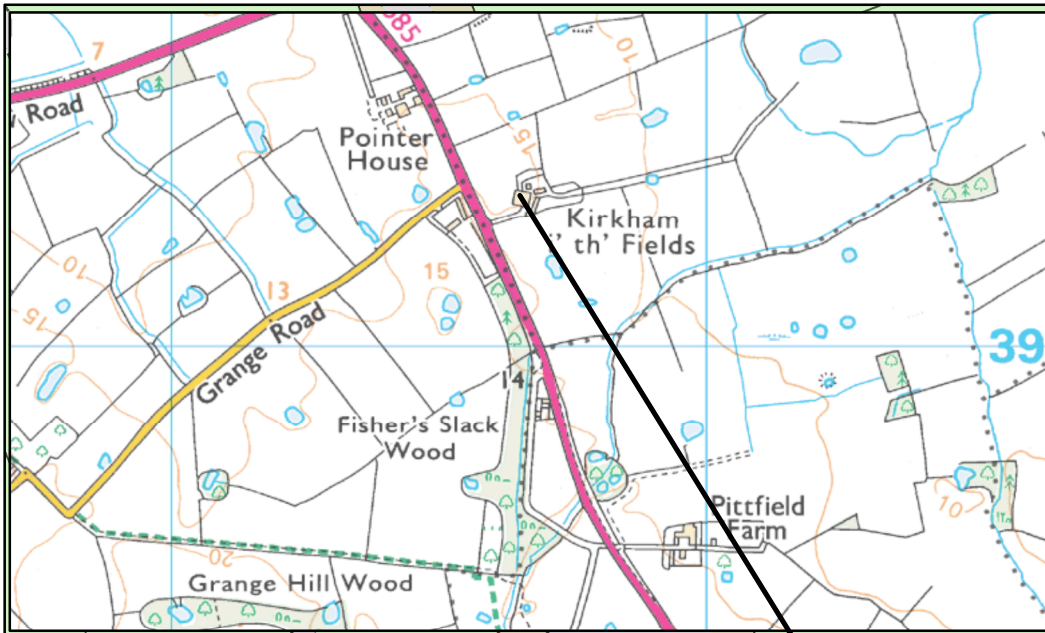 7
Road
085
10
Pointer
House
15
Kirkham
i' th' Fields
10
15
15
13
Grange Road
39
14
Fisher's Slack
Wood
Pittfield
Farm
10
20
Grange Hill Wood